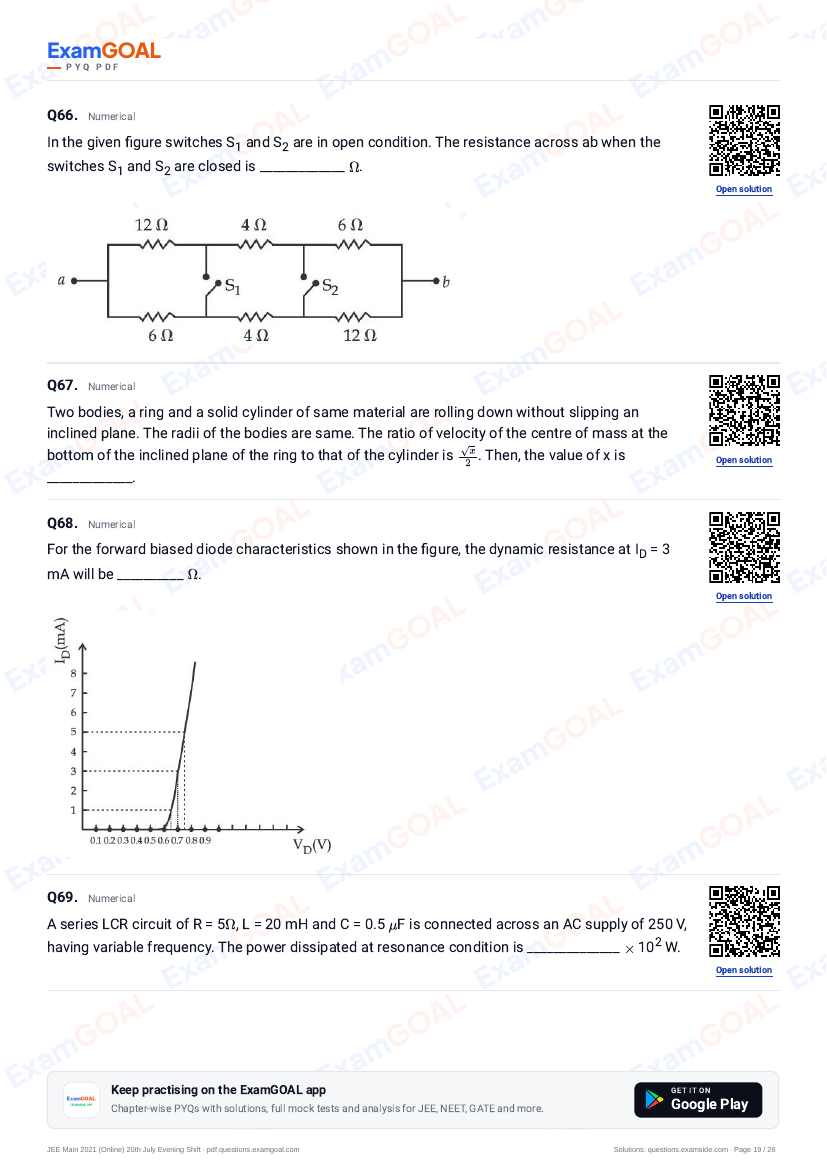 ExamGOAL
PYQ PDF
Q66. Numerical
In the given figure switches S1 and S2 are in open condition. The resistance across ab when the
switches S1 and S2 are closed is _____________ Ω.
Open solution
12 Ω 4 Ω 6 Ω
a S1 S2 b
6 Ω 4 Ω 12 Ω
Q67. Numerical
Two bodies, a ring and a solid cylinder of same material are rolling down without slipping an
inclined plane. The radii of the bodies are same. The ratio of velocity of the centre of mass at the
bottom of the inclined plane of the ring to that of the cylinder is √x/2. Then, the value of x is
_____________.
Open solution
Q68. Numerical
For the forward biased diode characteristics shown in the figure, the dynamic resistance at ID = 3
mA will be __________ Ω.
Open solution
ID(mA)
8
7
6
5
4
3
2
1
0.1 0.2 0.3 0.4 0.5 0.6 0.7 0.8 0.9
VD(V)
Q69. Numerical
A series LCR circuit of R = 5Ω, L = 20 mH and C = 0.5 μF is connected across an AC supply of 250 V,
having variable frequency. The power dissipated at resonance condition is ______________ × 10² W.
Open solution
ExamGOAL
Keep practising on the ExamGOAL app
Chapter-wise PYQs with solutions, full mock tests and analysis for JEE, NEET, GATE and more.
GET IT ON
Google Play
JEE Main 2021 (Online) 20th July Evening Shift · pdf.questions.examgoal.com
Solutions: questions.examside.com · Page 19 / 26